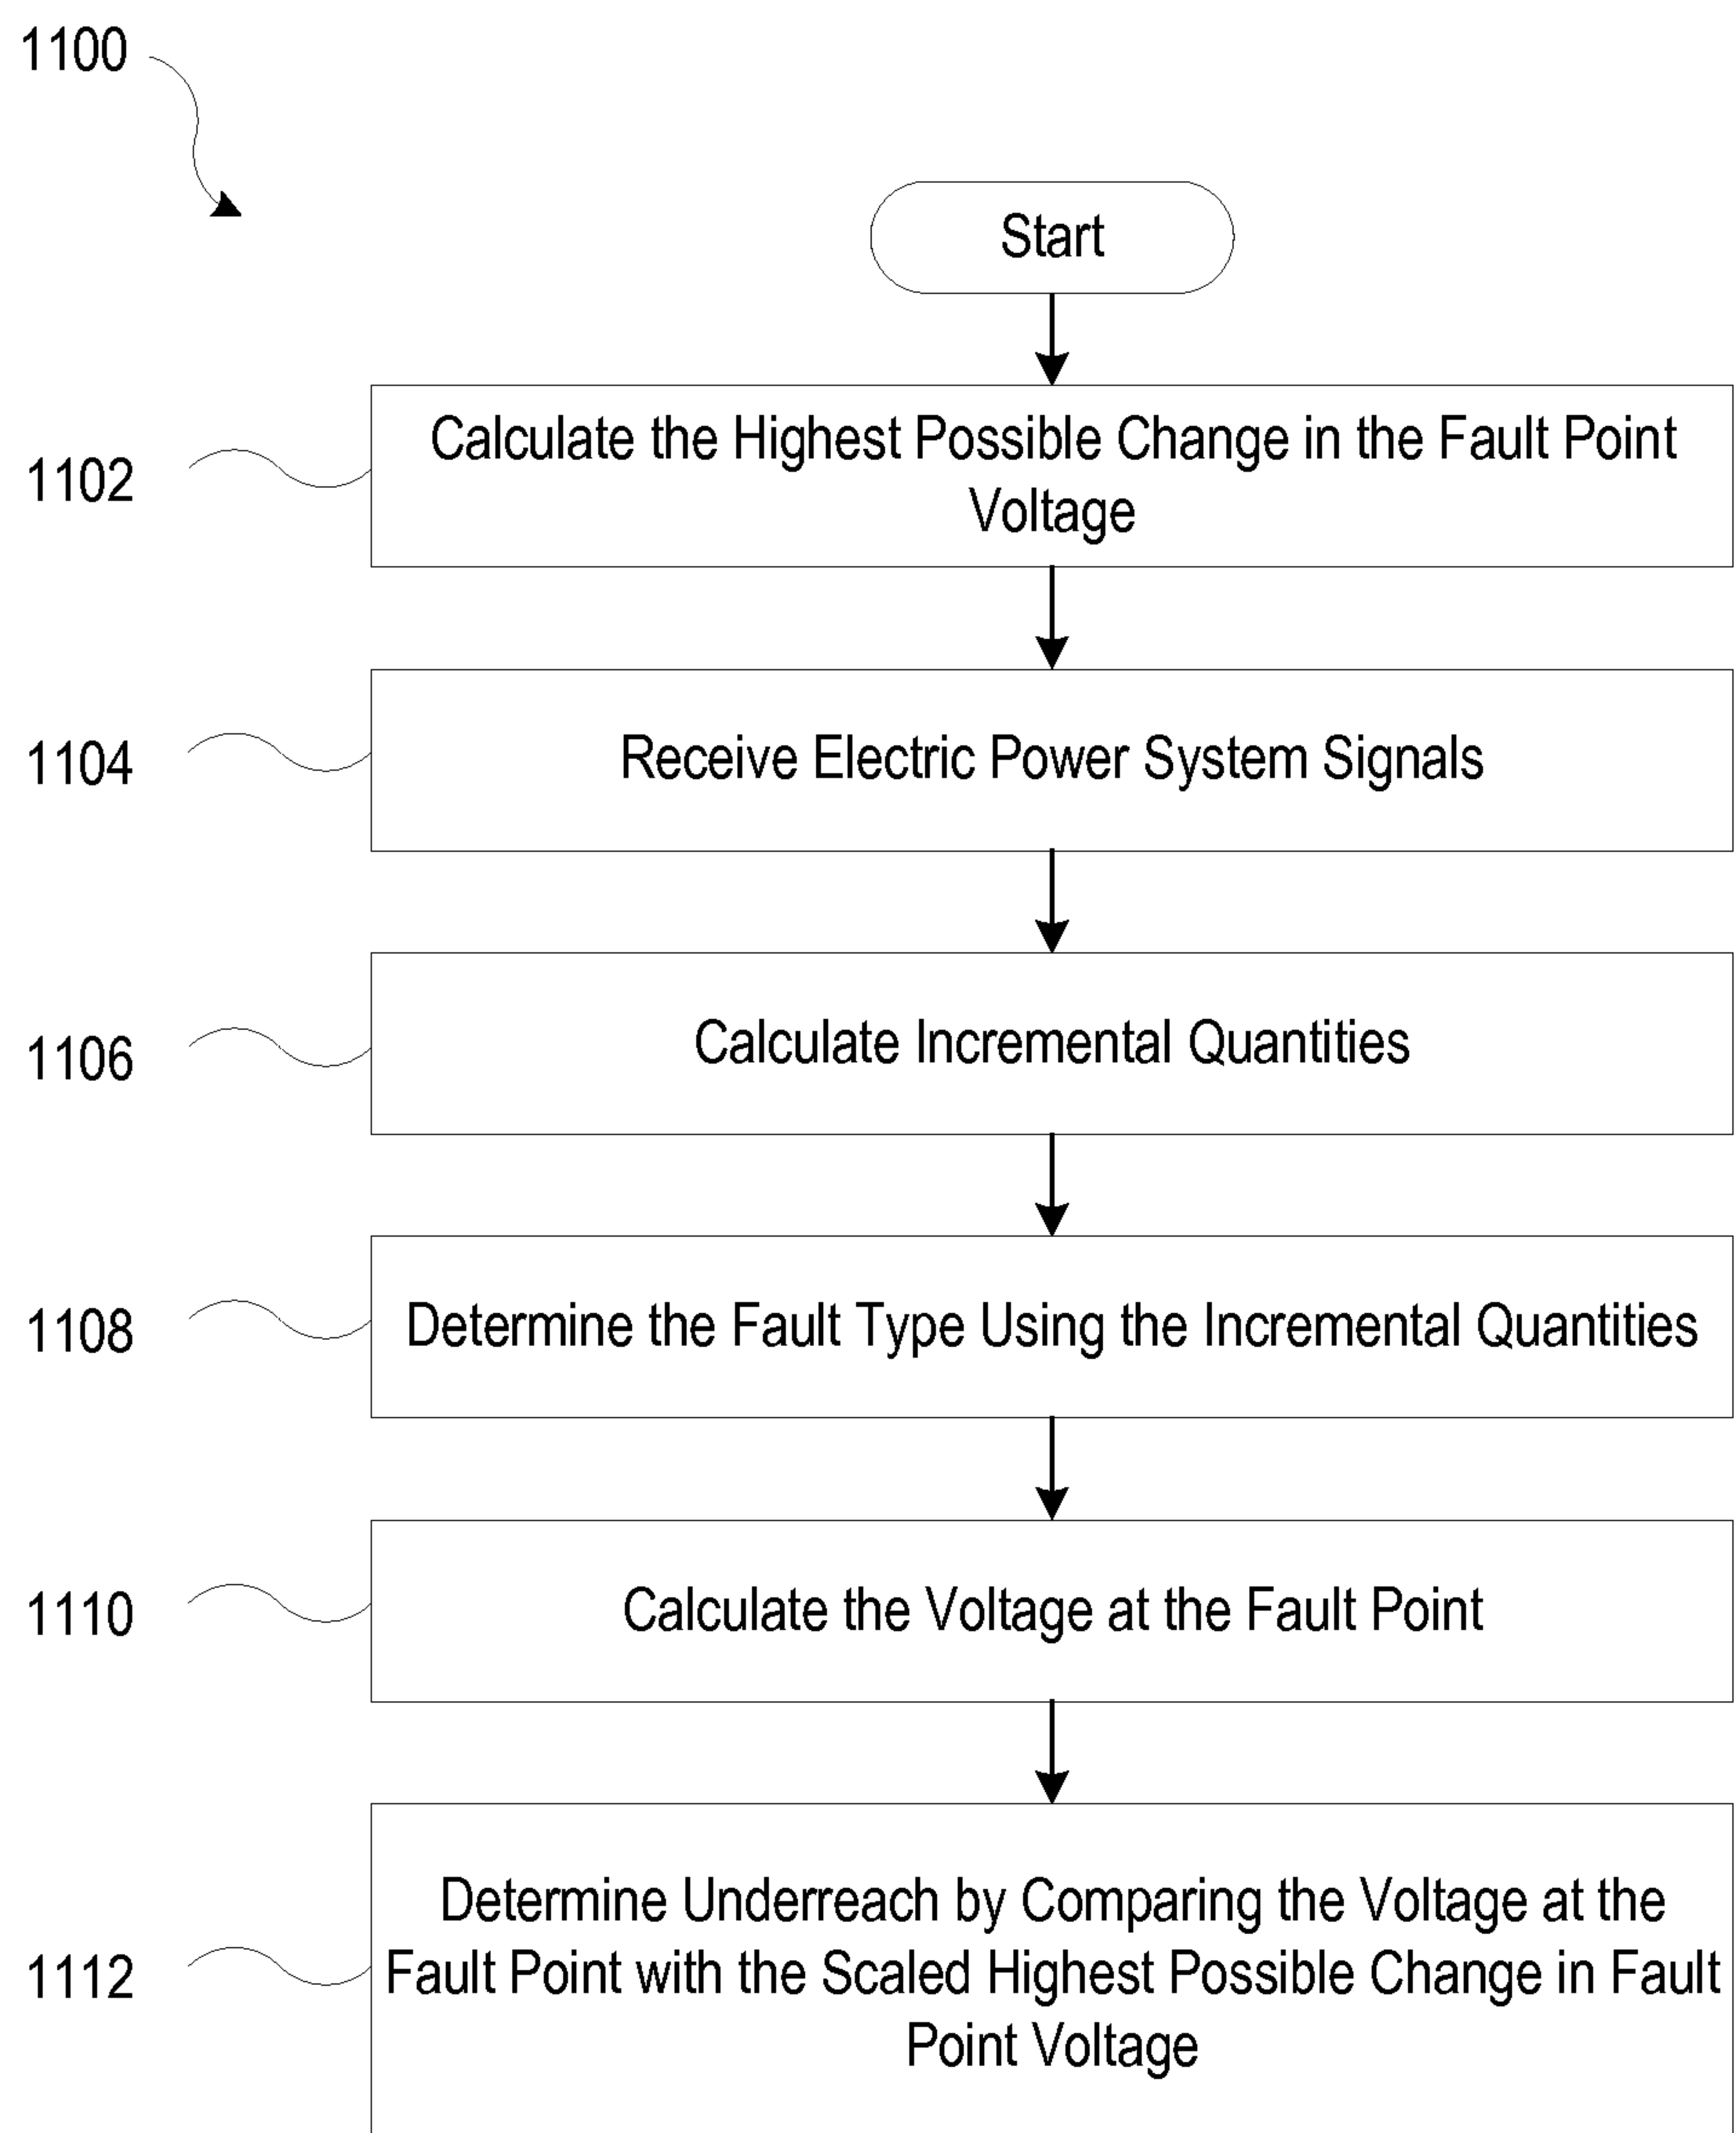 1100
Start
1102
Calculate the Highest Possible Change in the Fault Point
Voltage
1104
Receive Electric Power System Signals
1106
Calculate Incremental Quantities
1108
Determine the Fault Type Using the Incremental Quantities
1110
Calculate the Voltage at the Fault Point
1112
Determine Underreach by Comparing the Voltage at the
Fault Point with the Scaled Highest Possible Change in Fault
Point Voltage